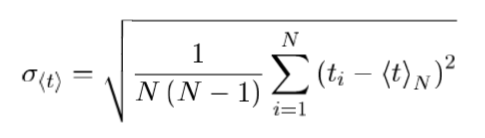 σ⟨t⟩ = √( 1 / (N (N − 1)) ∑_{i=1}^{N} (t_i − ⟨t⟩_N)² )